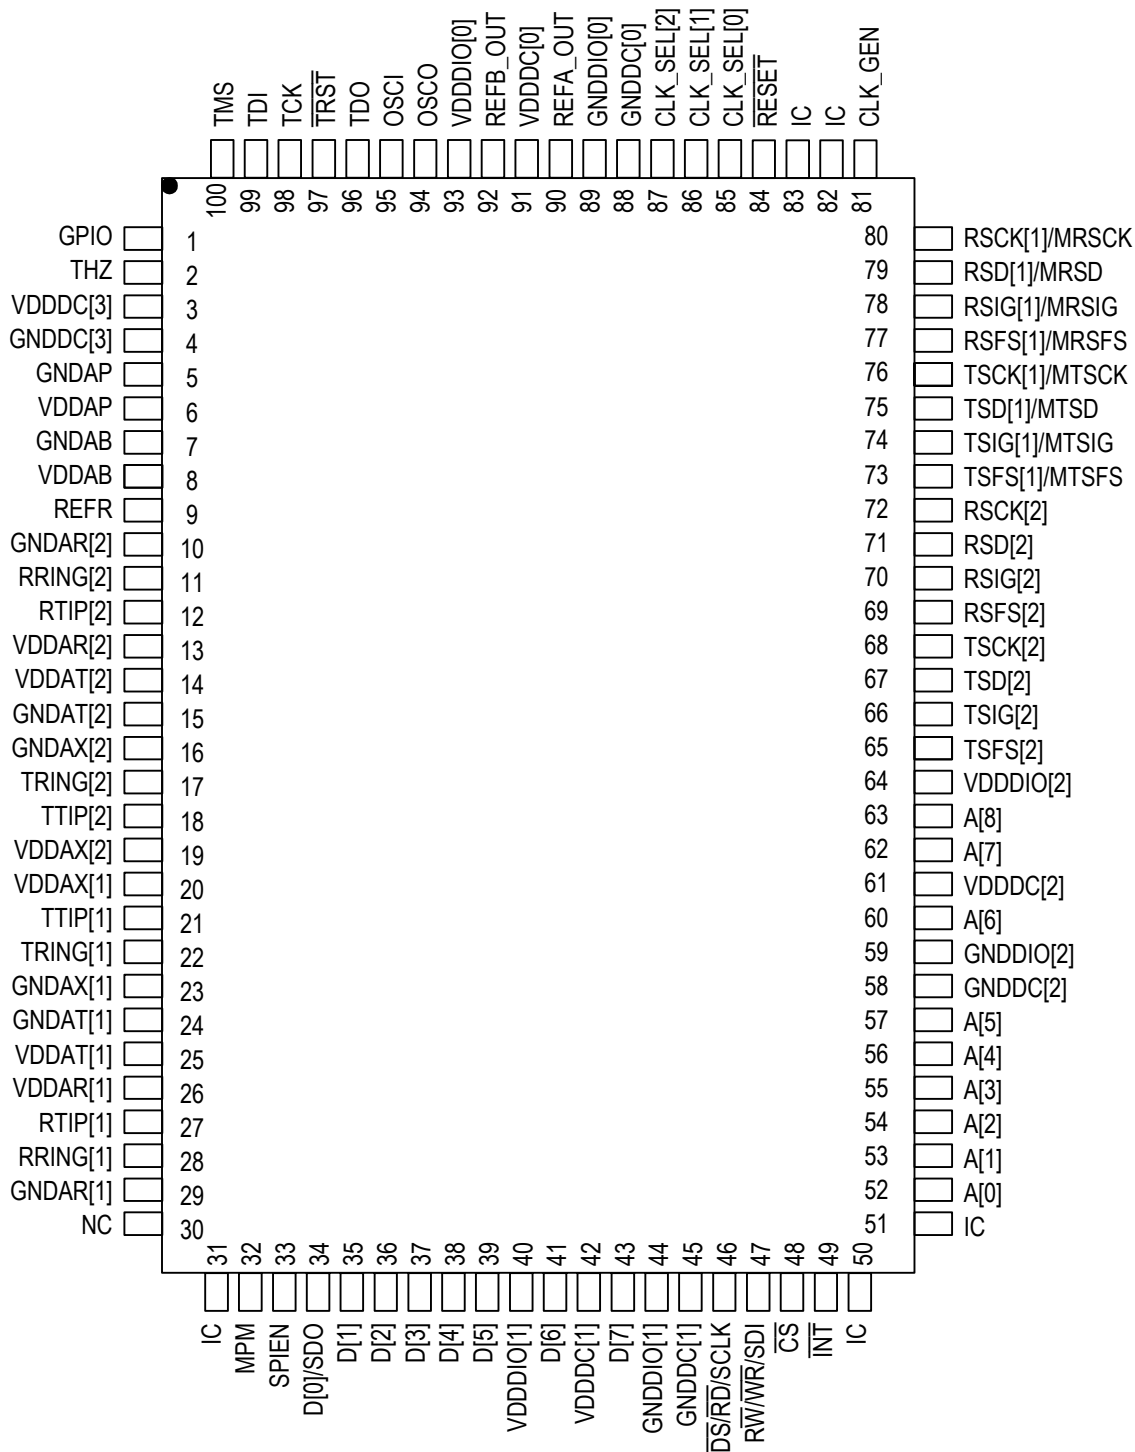 TMS
TDI
TCK
TRST
TDO
OSCI
OSCO
VDDDIO[0]
REFB_OUT
VDDDC[0]
REFA_OUT
GNDDIO[0]
GNDDC[0]
CLK_SEL[2]
CLK_SEL[1]
CLK_SEL[0]
RESET
IC
IC
CLK_GEN
100
99
98
97
96
95
94
93
92
91
90
89
88
87
86
85
84
83
82
81
GPIO 1
THZ 2
VDDDC[3] 3
GNDDC[3] 4
GNDAP 5
VDDAP 6
GNDAB 7
VDDAB 8
REFR 9
GNDAR[2] 10
RRING[2] 11
RTIP[2] 12
VDDAR[2] 13
VDDAT[2] 14
GNDAT[2] 15
GNDAX[2] 16
TRING[2] 17
TTIP[2] 18
VDDAX[2] 19
VDDAX[1] 20
TTIP[1] 21
TRING[1] 22
GNDAX[1] 23
GNDAT[1] 24
VDDAT[1] 25
VDDAR[1] 26
RTIP[1] 27
RRING[1] 28
GNDAR[1] 29
NC 30
80 RSCK[1]/MRSCK
79 RSD[1]/MRSD
78 RSIG[1]/MRSIG
77 RSFS[1]/MRSFS
76 TSCK[1]/MTSCK
75 TSD[1]/MTSD
74 TSIG[1]/MTSIG
73 TSFS[1]/MTSFS
72 RSCK[2]
71 RSD[2]
70 RSIG[2]
69 RSFS[2]
68 TSCK[2]
67 TSD[2]
66 TSIG[2]
65 TSFS[2]
64 VDDDIO[2]
63 A[8]
62 A[7]
61 VDDDC[2]
60 A[6]
59 GNDDIO[2]
58 GNDDC[2]
57 A[5]
56 A[4]
55 A[3]
54 A[2]
53 A[1]
52 A[0]
51 IC
31
32
33
34
35
36
37
38
39
40
41
42
43
44
45
46
47
48
49
50
IC
MPM
SPIEN
D[0]/SDO
D[1]
D[2]
D[3]
D[4]
D[5]
VDDDIO[1]
D[6]
VDDDC[1]
D[7]
GNDDIO[1]
GNDDC[1]
DS/RD/SCLK
RW/WR/SDI
CS
INT
IC